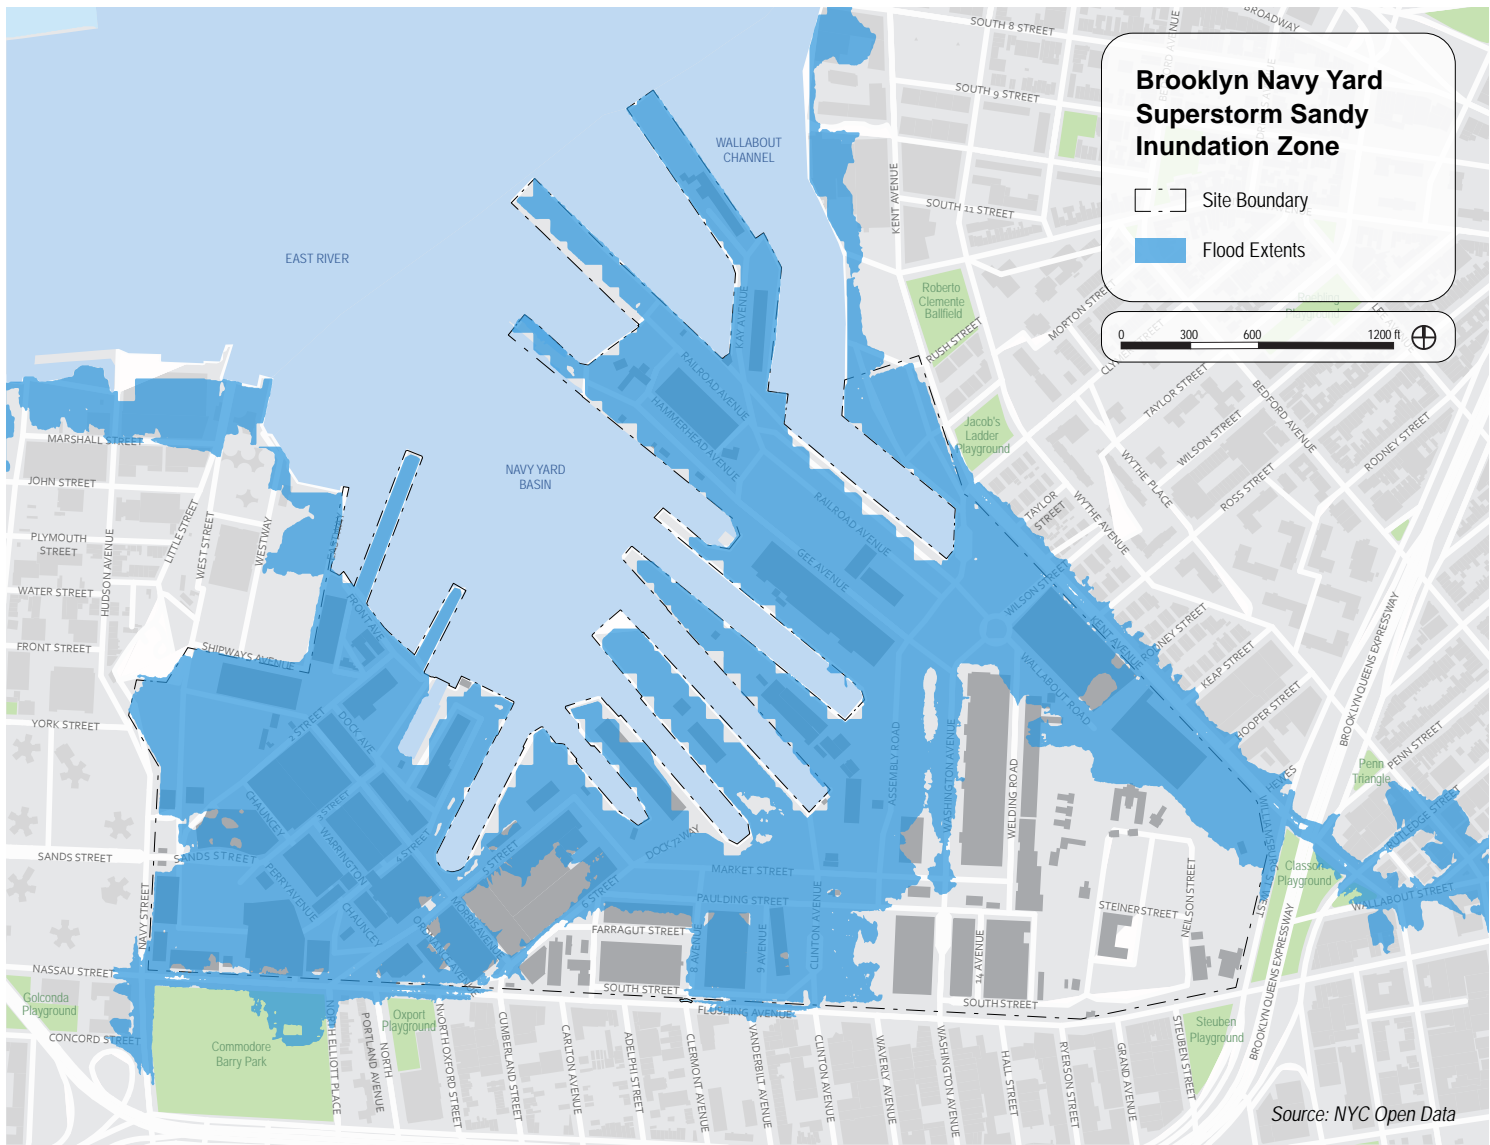 Brooklyn Navy Yard
Superstorm Sandy
Inundation Zone
Site Boundary
Flood Extents
0 300 600 1200 ft
SOUTH 8 STREET
BROADWAY
SOUTH 9 STREET
WALLABOUT
CHANNEL
KENT AVENUE
SOUTH 11 STREET
EAST RIVER
Roberto
Clemente
Ballfield
RUSH STREET
MORTON STREET
KAY AVENUE
RAILROAD AVENUE
HAMMERHEAD AVENUE
TAYLOR STREET
BEDFORD AVENUE
WILSON STREET
RODNEY STREET
Jacob's
Ladder
Playground
WYTHE PLACE
ROSS STREET
MARSHALL STREET
JOHN STREET
NAVY YARD
BASIN
LITTLE STREET
WEST STREET
WESTWAY
HUDSON AVENUE
PLYMOUTH
STREET
WATER STREET
FRONT STREET
RAILROAD AVENUE
GEE AVENUE
TAYLOR
STREET
WYTHE AVENUE
WILSON STREET
KENT AVENUE
RODNEY STREET
KEAP STREET
HOOPER STREET
BROOKLYN QUEENS EXPRESSWAY
PENN STREET
Penn
Triangle
FRONT AVE
SHIPWAYS AVENUE
YORK STREET
2 STREET
DOCK AVE
WALLABOUT ROAD
ASSEMBLY ROAD
WASHINGTON AVENUE
WELDING ROAD
HEWES
RUTLEDGE STREET
CHAUNCEY
STREET
WARRINGTON
4 STREET
5 STREET
DOCK 72 WAY
SANDS STREET
SANDS STREET
PERRY AVENUE
CHAUNCEY
MORRIS AVENUE
ORDNANCE AVENUE
6 STREET
MARKET STREET
PAULDING STREET
FARRAGUT STREET
8 AVENUE
9 AVENUE
CLINTON AVENUE
14 AVENUE
STEINER STREET
NEILSON STREET
WILLIAMSBURG ST WEST
Classon
Playground
WALLABOUT STREET
NAVY STREET
NASSAU STREET
Golconda
Playground
CONCORD STREET
Commodore
Barry Park
NORTH ELLIOTT PLACE
PORTLAND AVENUE
NORTH
Oxport
Playground
NORTH OXFORD STREET
CUMBERLAND STREET
CARLTON AVENUE
ADELPHI STREET
SOUTH STREET
FLUSHING AVENUE
CLERMONT AVENUE
VANDERBILT AVENUE
CLINTON AVENUE
WAVERLY AVENUE
WASHINGTON AVENUE
SOUTH STREET
HALL STREET
RYERSON STREET
GRAND AVENUE
STEUBEN STREET
Steuben
Playground
BROOKLYN QUEENS EXPRESSWAY
Source: NYC Open Data